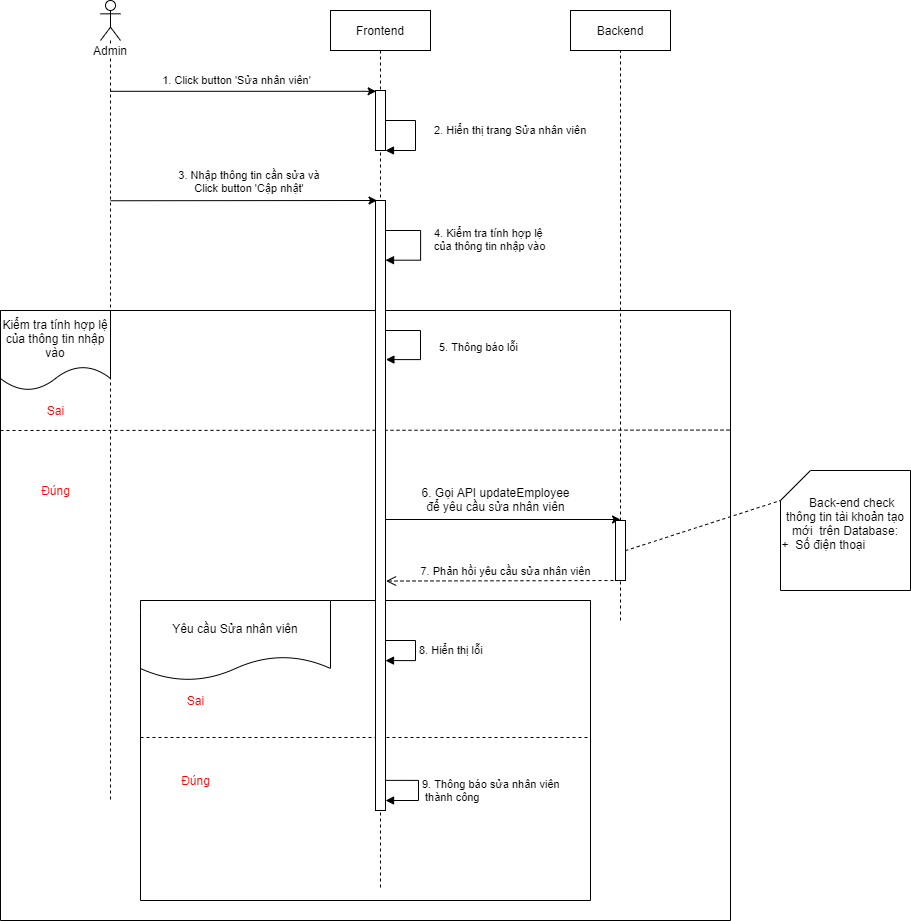 Admin
Frontend
Backend
1. Click button 'Sửa nhân viên'
2. Hiển thị trang Sửa nhân viên
3. Nhập thông tin cần sửa và
Click button 'Cập nhật'
4. Kiểm tra tính hợp lệ
của thông tin nhập vào
Kiểm tra tính hợp lệ
của thông tin nhập
vào
5. Thông báo lỗi
Sai
Đúng
6. Gọi API updateEmployee
để yêu cầu sửa nhân viên
Back-end check
thông tin tải khoản tạo
mới trên Database:
+ Số điện thoại
7. Phản hồi yêu cầu sửa nhân viên
Yêu cầu Sửa nhân viên
8. Hiển thị lỗi
Sai
Đúng
9. Thông báo sửa nhân viên
thành công